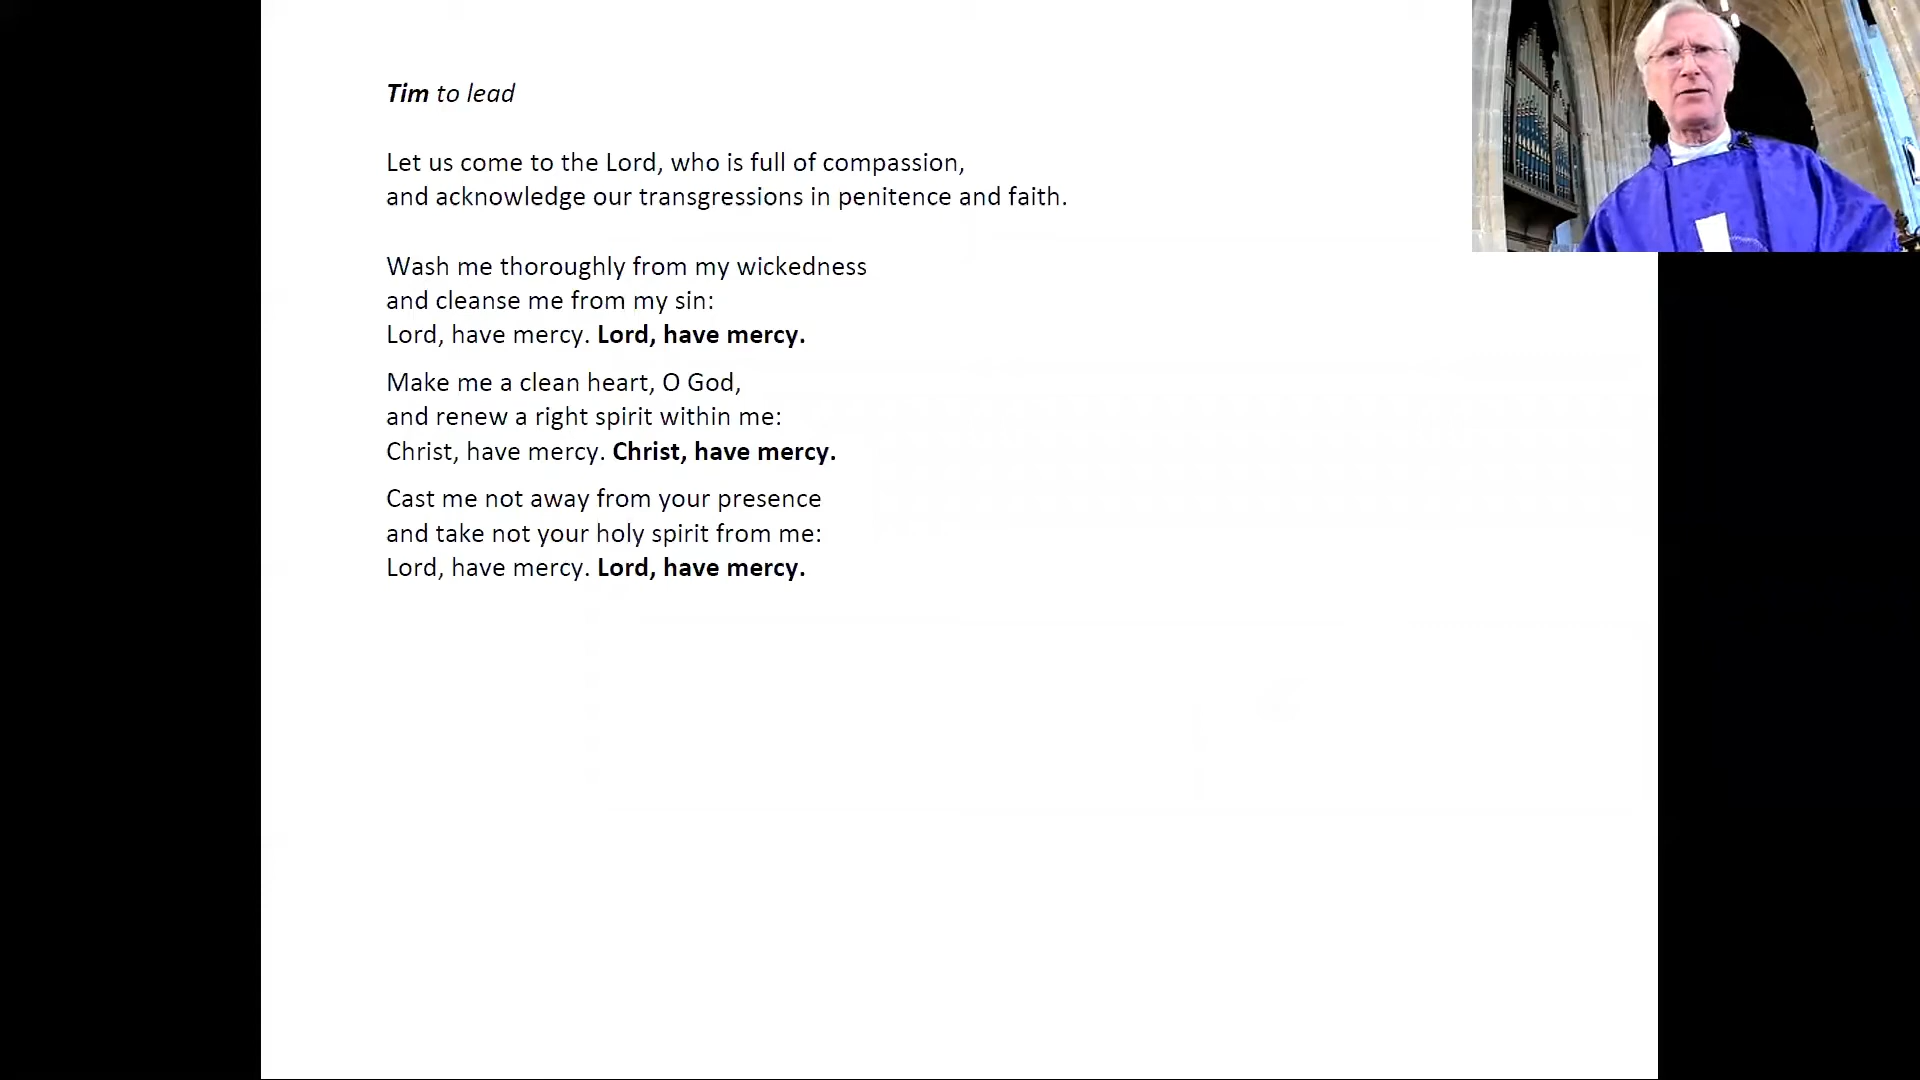 Tim to lead
Let us come to the Lord, who is full of compassion,
and acknowledge our transgressions in penitence and faith.
Wash me thoroughly from my wickedness
and cleanse me from my sin:
Lord, have mercy. Lord, have mercy.
Make me a clean heart, O God,
and renew a right spirit within me:
Christ, have mercy. Christ, have mercy.
Cast me not away from your presence
and take not your holy spirit from me:
Lord, have mercy. Lord, have mercy.